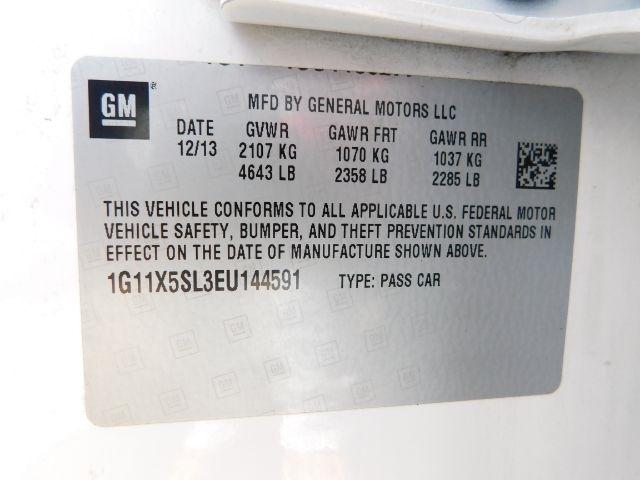 GM
®
MFD BY GENERAL MOTORS LLC
DATE GVWR GAWR FRT GAWR RR
12/13 2107 KG 1070 KG 1037 KG
4643 LB 2358 LB 2285 LB
THIS VEHICLE CONFORMS TO ALL APPLICABLE U.S. FEDERAL MOTOR
VEHICLE SAFETY, BUMPER, AND THEFT PREVENTION STANDARDS IN
EFFECT ON THE DATE OF MANUFACTURE SHOWN ABOVE.
1G11X5SL3EU144591 TYPE: PASS CAR